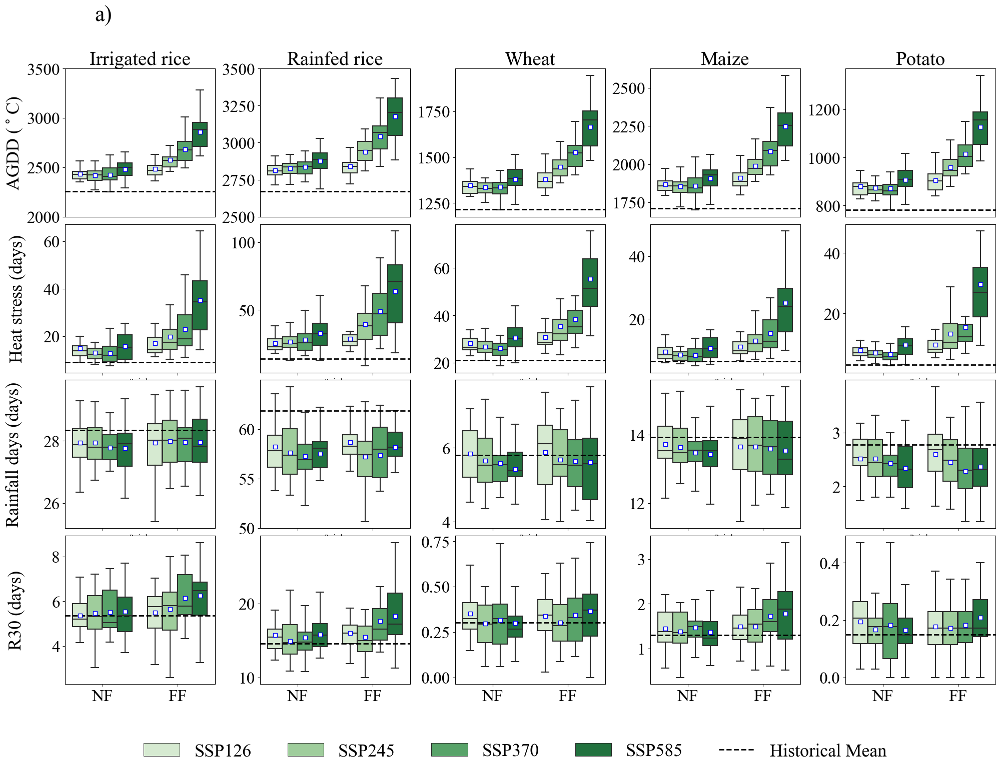 a)
Irrigated rice Rainfed rice Wheat Maize Potato
AGDD (°C)
3500 3000 2500 2000
3500 3250 3000 2750 2500
1750 1500 1250
2500 2250 2000 1750
1200 1000 800
Heat stress (days)
60 40 20
100 50
60 40 20
40 20
40 20
Rainfall days (days)
28 26
60 55 50
6 4
14 12
3 2
R30 (days)
8 6 4
20 10
0.75 0.50 0.25 0.00
3 2 1
0.4 0.2 0.0
NF FF NF FF NF FF NF FF NF FF
SSP126 SSP245 SSP370 SSP585 Historical Mean